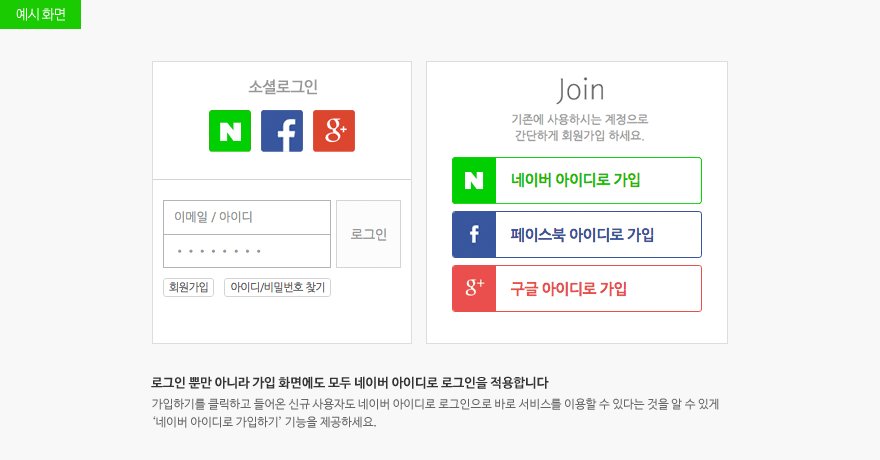 예시 화면
소셜로그인
N f g+
이메일 / 아이디
로그인
회원가입 아이디/비밀번호 찾기
Join
기존에 사용하시는 계정으로
간단하게 회원가입 하세요.
N 네이버 아이디로 가입
f 페이스북 아이디로 가입
g+ 구글 아이디로 가입
로그인 뿐만 아니라 가입 화면에도 모두 네이버 아이디로 로그인을 적용합니다
가입하기를 클릭하고 들어온 신규 사용자도 네이버 아이디로 로그인으로 바로 서비스를 이용할 수 있다는 것을 알 수 있게
‘네이버 아이디로 가입하기’ 기능을 제공하세요.